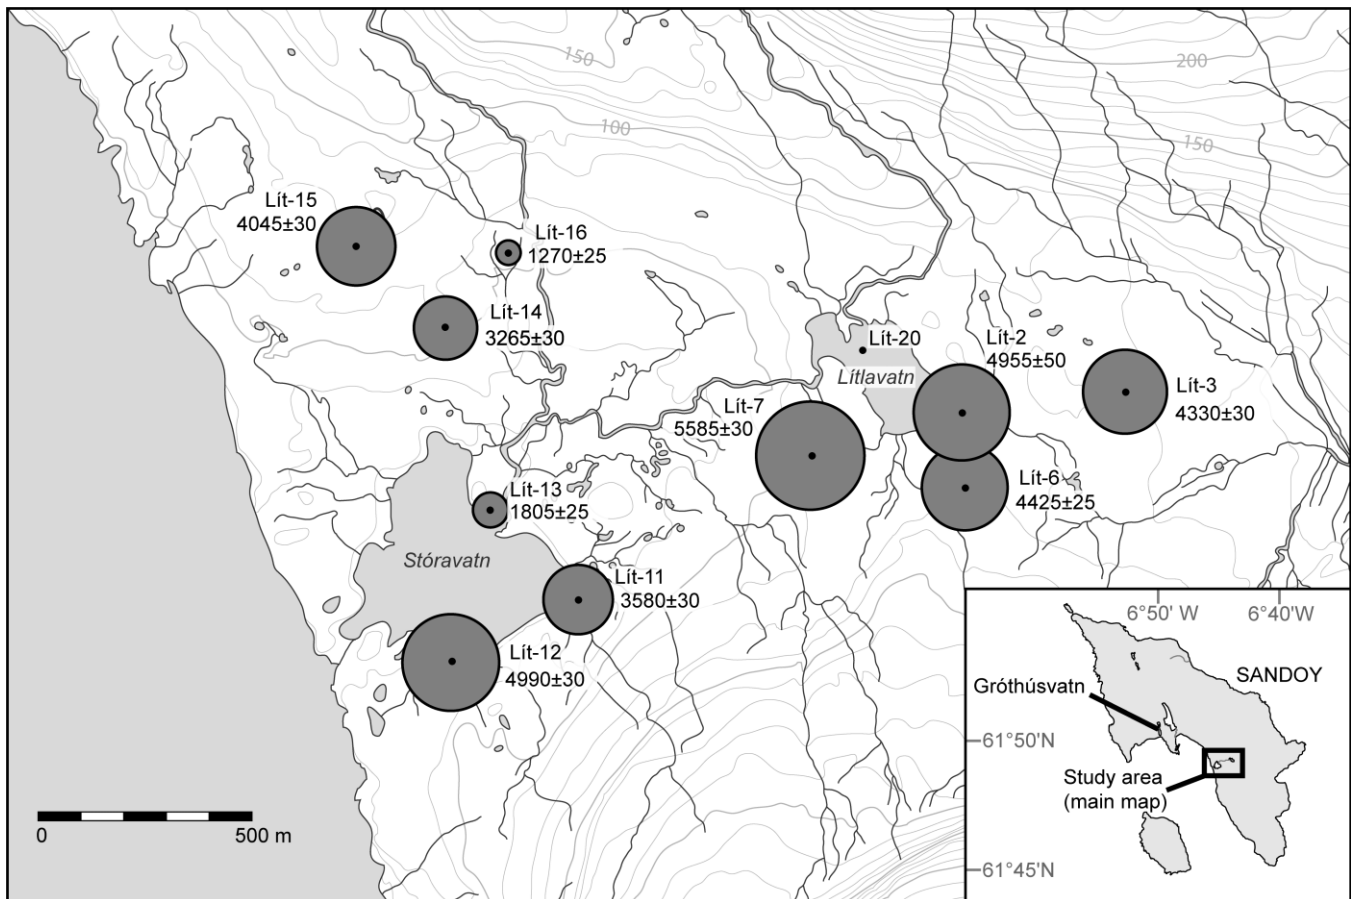 150
200
100
150
Lít-15
4045±30
Lít-16
1270±25
Lít-14
3265±30
Lít-20
Lít-2
4955±50
Lítlavatn
Lít-3
4330±30
Lít-7
5585±30
Lít-6
4425±25
Lít-13
1805±25
Stóravatn
Lít-11
3580±30
Lít-12
4990±30
0 500 m
6°50' W 6°40'W
SANDOY
Gróthúsvatn
61°50'N
Study area
(main map)
61°45'N